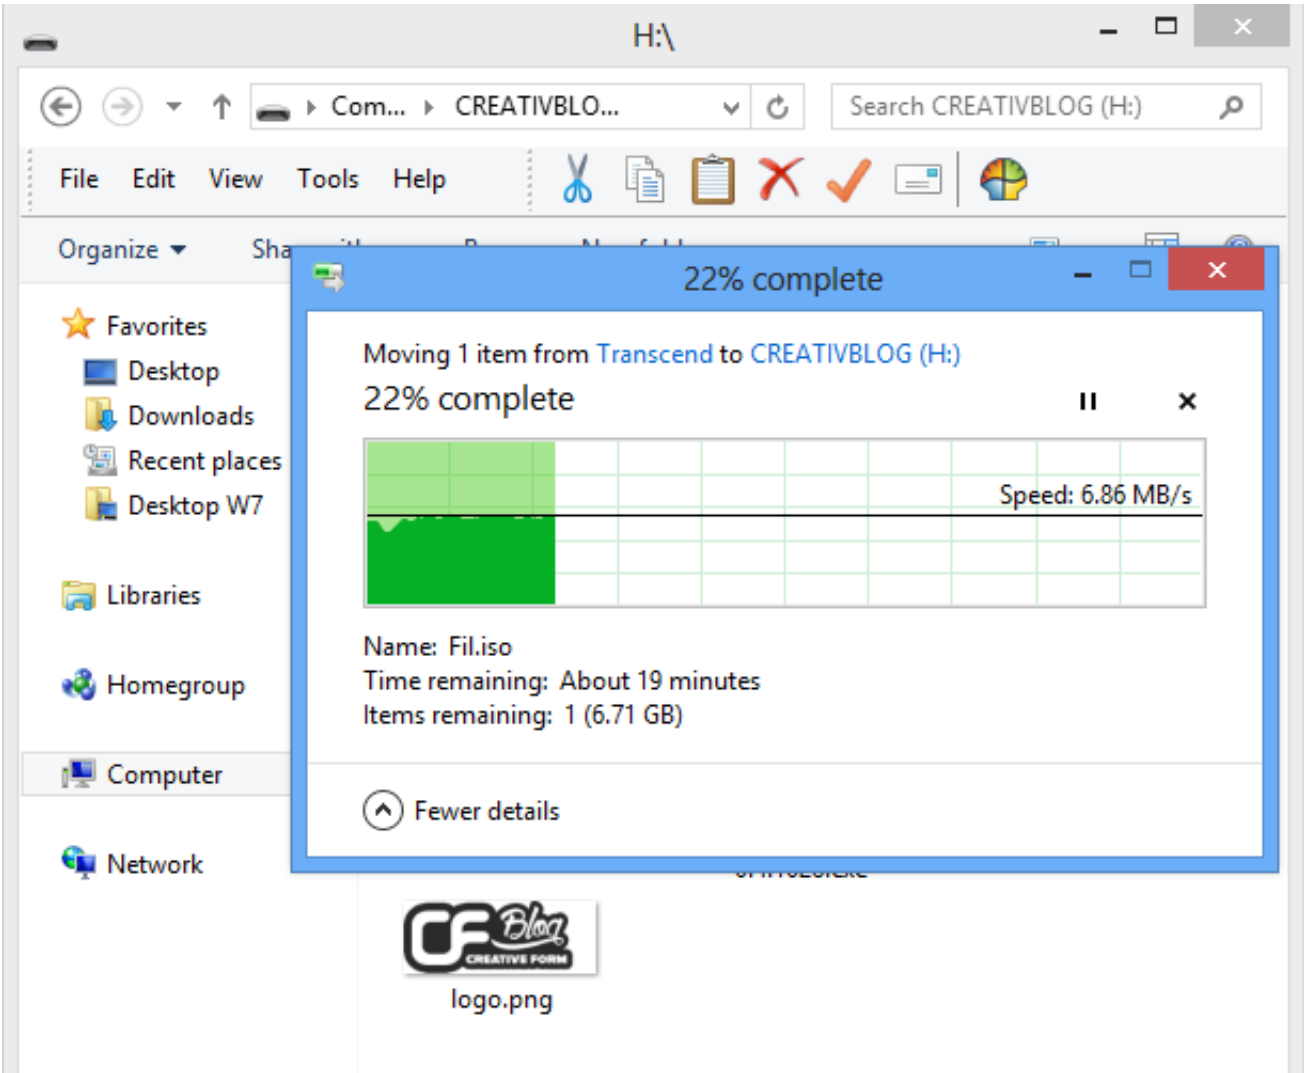 H:\
Com... CREATIVBLO...
Search CREATIVBLOG (H:)
File Edit View Tools Help
Organize
22% complete
Favorites
Desktop
Downloads
Recent places
Desktop W7
Libraries
Homegroup
Computer
Network
Moving 1 item from Transcend to CREATIVBLOG (H:)
22% complete
Speed: 6.86 MB/s
Name: Fil.iso
Time remaining: About 19 minutes
Items remaining: 1 (6.71 GB)
Fewer details
CF Blog
CREATIVE FORM
logo.png